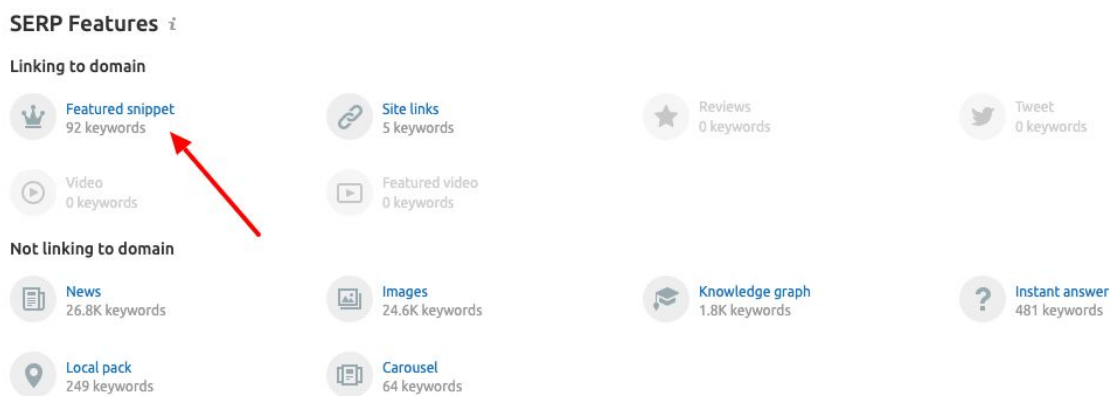 SERP Features i
Linking to domain
Featured snippet
92 keywords
Site links
5 keywords
Reviews
0 keywords
Tweet
0 keywords
Video
0 keywords
Featured video
0 keywords
Not linking to domain
News
26.8K keywords
Images
24.6K keywords
Knowledge graph
1.8K keywords
Instant answer
481 keywords
Local pack
249 keywords
Carousel
64 keywords